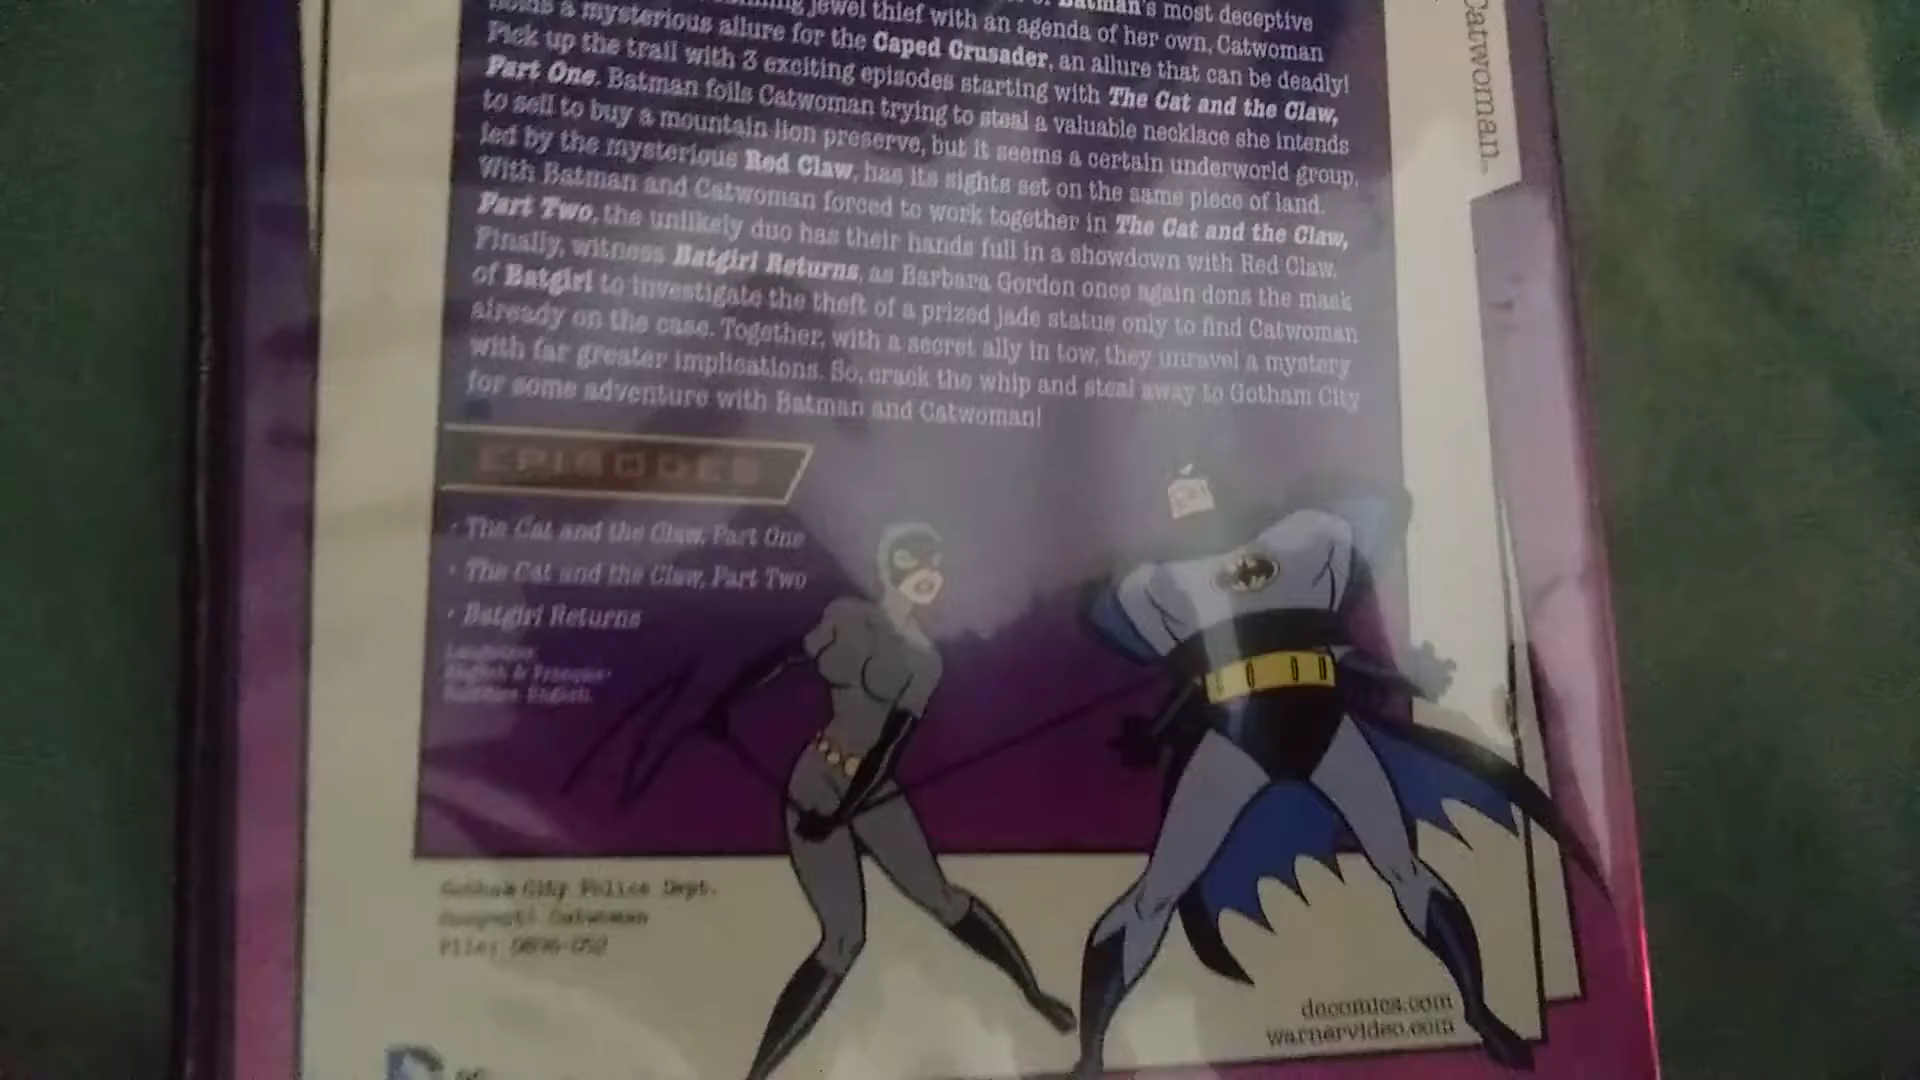 Batman's most deceptive
jewel thief with an agenda of her own, Catwoman
holds a mysterious allure for the Caped Crusader, an allure that can be deadly!
Pick up the trail with 3 exciting episodes starting with The Cat and the Claw,
Part One. Batman foils Catwoman trying to steal a valuable necklace she intends
to sell to buy a mountain lion preserve, but it seems a certain underworld group,
led by the mysterious Red Claw, has its sights set on the same piece of land.
With Batman and Catwoman forced to work together in The Cat and the Claw,
Part Two, the unlikely duo has their hands full in a showdown with Red Claw.
Finally, witness Batgirl Returns, as Barbara Gordon once again dons the mask
of Batgirl to investigate the theft of a prized jade statue only to find Catwoman
already on the case. Together, with a secret ally in tow, they unravel a mystery
with far greater implications. So, crack the whip and steal away to Gotham City
for some adventure with Batman and Catwoman!
EPISODES
• The Cat and the Claw, Part One
• The Cat and the Claw, Part Two
• Batgirl Returns
English & Français
Gotham City Police Dept.
Catwoman
File:
dccomics.com
warnervideo.com
Catwoman™